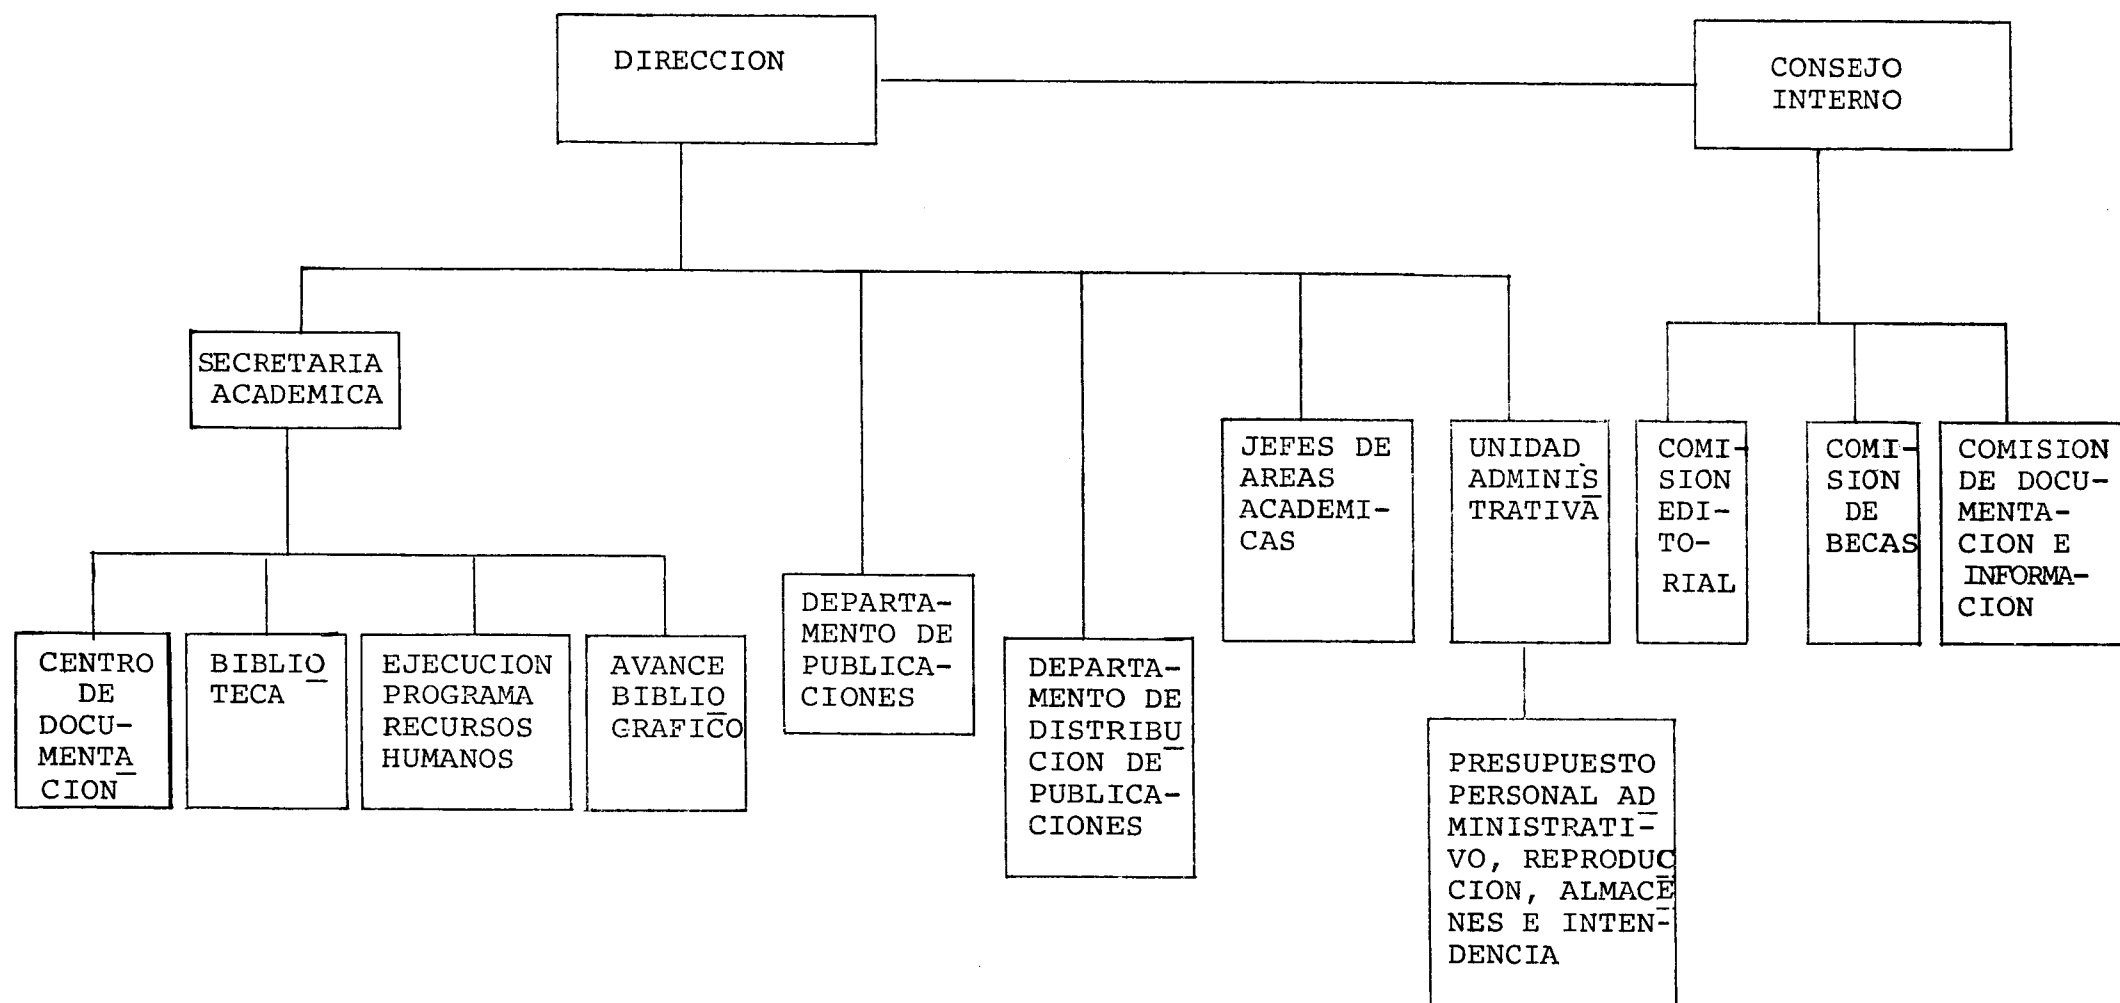 DIRECCION
CONSEJO
INTERNO
SECRETARIA
ACADEMICA
JEFES DE
AREAS
ACADEMI-
CAS
UNIDAD
ADMINIS
TRATIVA
COMI-
SION
EDI-
TO-
RIAL
COMI-
SION
DE
BECAS
COMISION
DE DOCU-
MENTA-
CION E
INFORMA-
CION
CENTRO
DE
DOCU-
MENTA
CION
BIBLIO
TECA
EJECUCION
PROGRAMA
RECURSOS
HUMANOS
AVANCE
BIBLIO
GRAFICO
DEPARTA-
MENTO DE
PUBLICA-
CIONES
DEPARTA-
MENTO DE
DISTRIBU
CION DE
PUBLICA-
CIONES
PRESUPUESTO
PERSONAL AD
MINISTRATI-
VO, REPRODUC
CION, ALMACE
NES E INTEN-
DENCIA